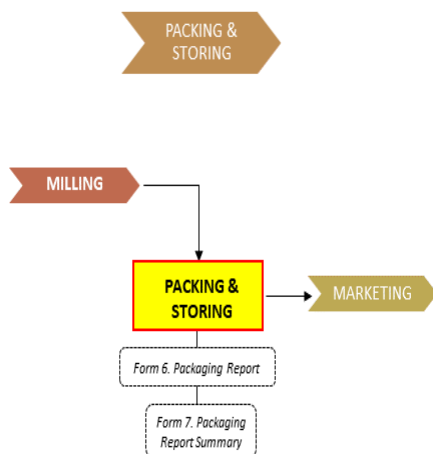 PACKING &
STORING
MILLING
PACKING &
STORING
MARKETING
Form 6. Packaging Report
Form 7. Packaging
Report Summary